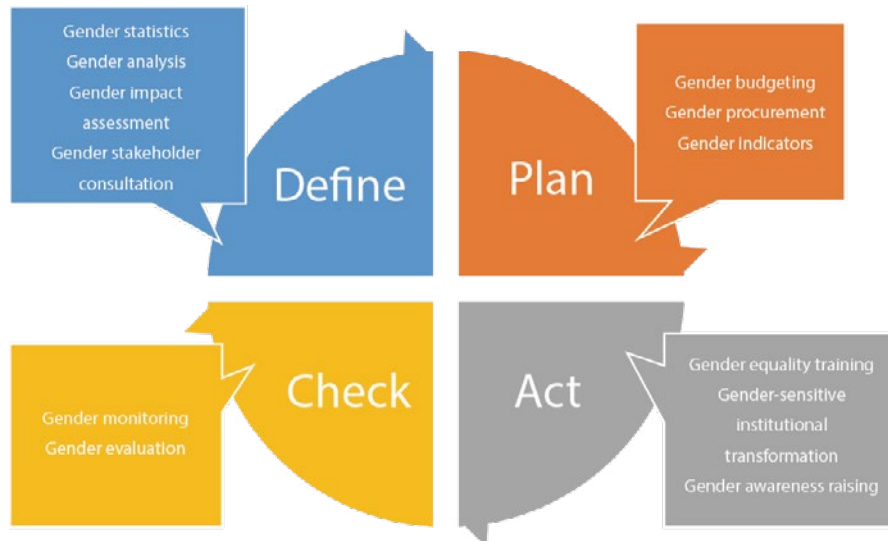 Gender statistics
Gender analysis
Gender impact
assessment
Gender stakeholder
consultation
Define
Gender budgeting
Gender procurement
Gender indicators
Plan
Gender equality training
Gender-sensitive
institutional
transformation
Gender awareness raising
Act
Gender monitoring
Gender evaluation
Check